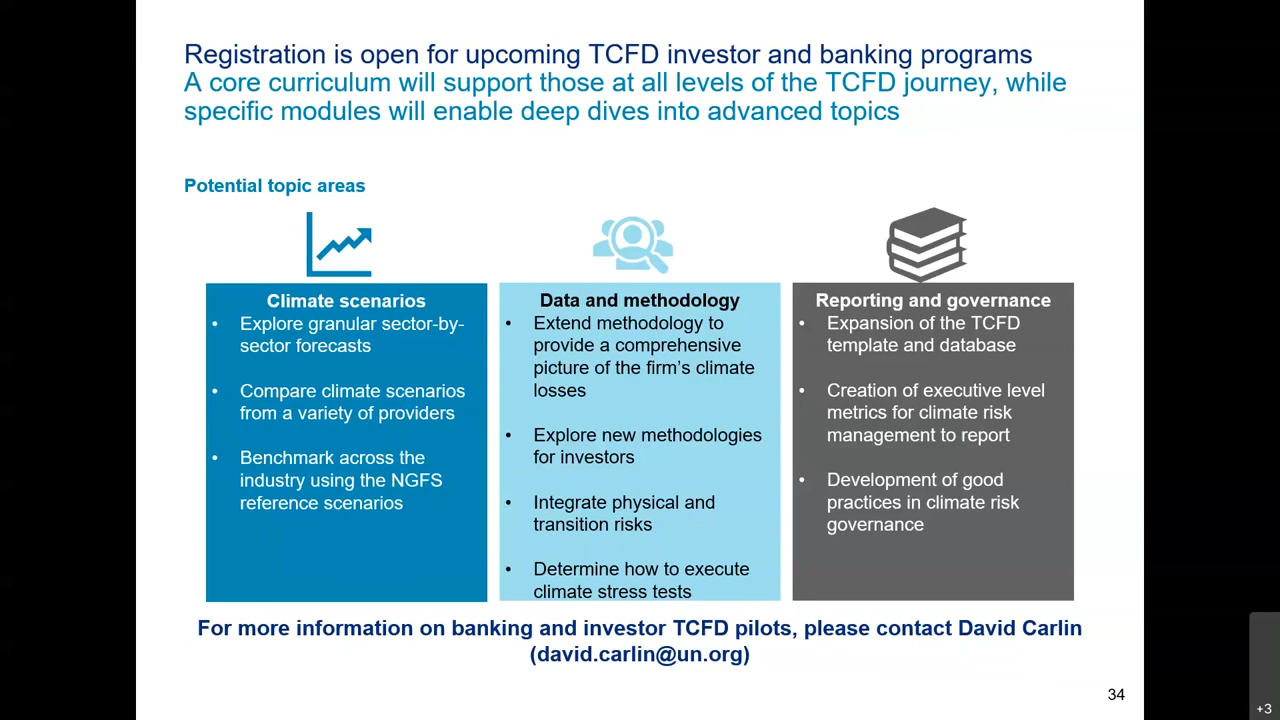 Registration is open for upcoming TCFD investor and banking programs
A core curriculum will support those at all levels of the TCFD journey, while
specific modules will enable deep dives into advanced topics
Potential topic areas
Climate scenarios
• Explore granular sector-by-
sector forecasts
• Compare climate scenarios
from a variety of providers
• Benchmark across the
industry using the NGFS
reference scenarios
Data and methodology
• Extend methodology to
provide a comprehensive
picture of the firm's climate
losses
• Explore new methodologies
for investors
• Integrate physical and
transition risks
• Determine how to execute
climate stress tests
Reporting and governance
• Expansion of the TCFD
template and database
• Creation of executive level
metrics for climate risk
management to report
• Development of good
practices in climate risk
governance
For more information on banking and investor TCFD pilots, please contact David Carlin
(david.carlin@un.org)
34
+3